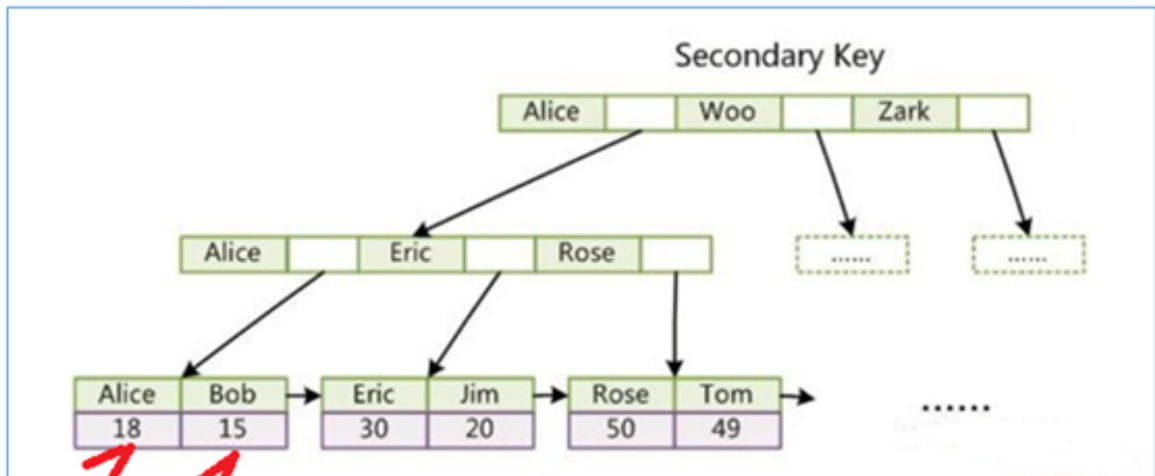 Secondary Key
Alice Woo Zark
Alice Eric Rose ...... ......
Alice Bob Eric Jim Rose Tom ......
18 15 30 20 50 49